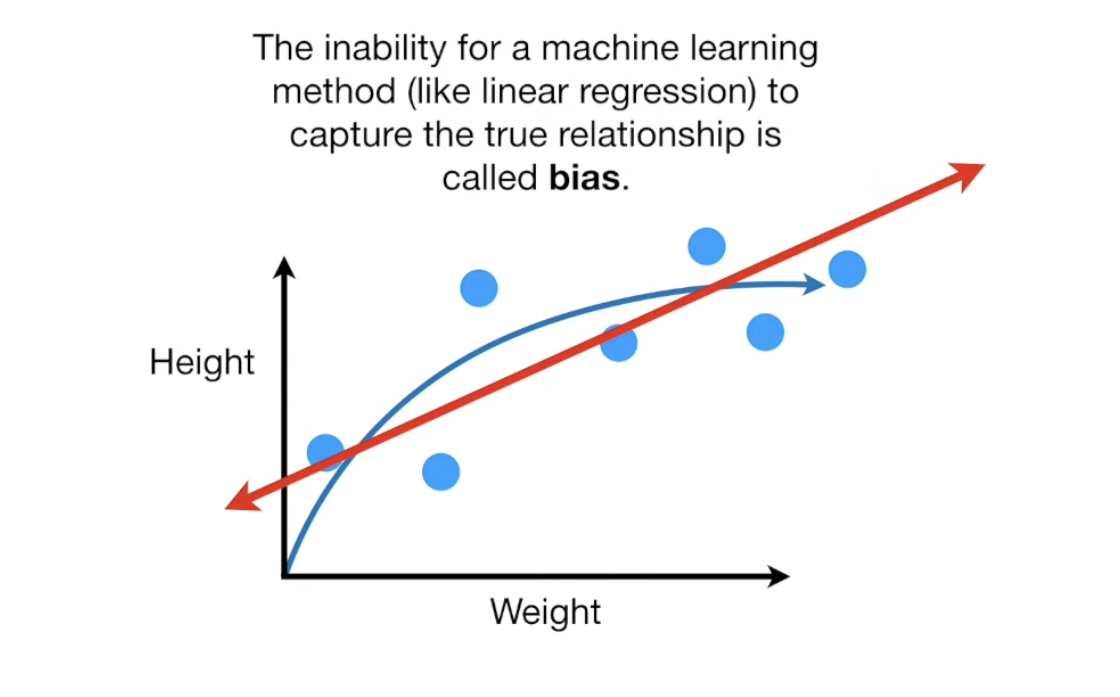 The inability for a machine learning
method (like linear regression) to
capture the true relationship is
called bias.
Height
Weight